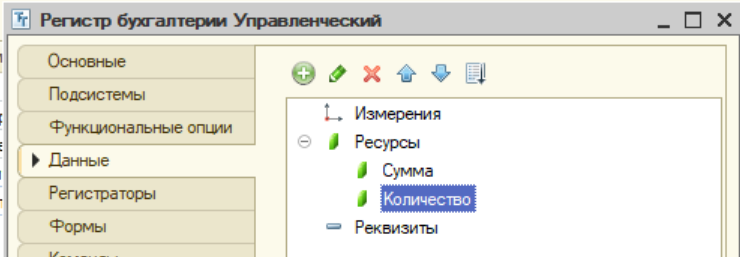 Регистр бухгалтерии Управленческий
Основные
Подсистемы
Функциональные опции
Данные
Регистраторы
Формы
Измерения
Ресурсы
Сумма
Количество
Реквизиты